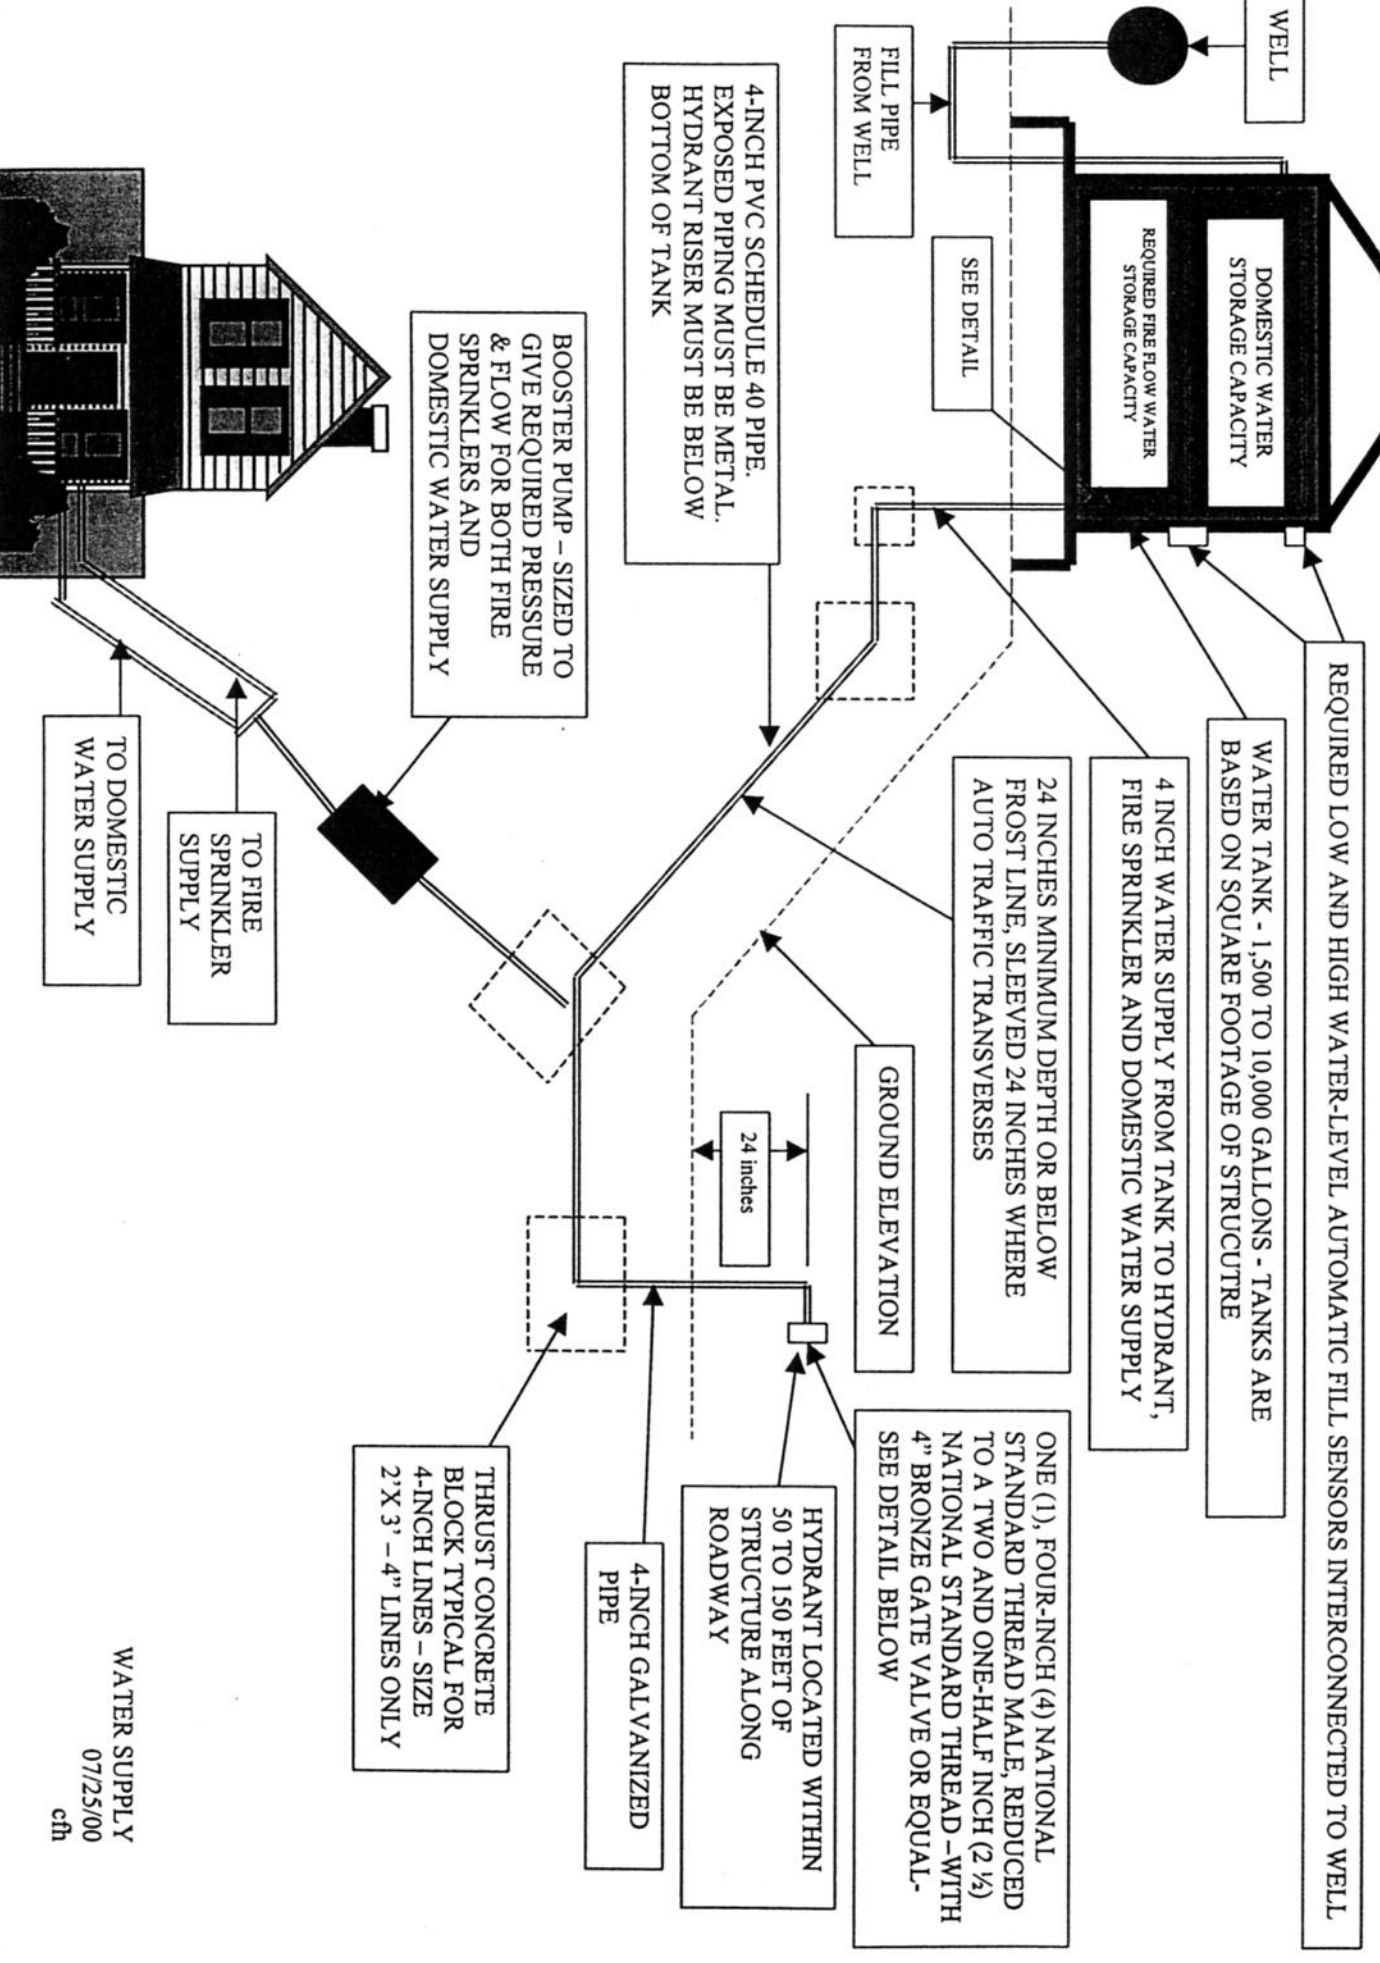 WELL
REQUIRED LOW AND HIGH WATER-LEVEL AUTOMATIC FILL SENSORS INTERCONNECTED TO WELL
DOMESTIC WATER
STORAGE CAPACITY
REQUIRED FIRE FLOW WATER
STORAGE CAPACITY
WATER TANK - 1,500 TO 10,000 GALLONS - TANKS ARE
BASED ON SQUARE FOOTAGE OF STRUCUTRE
4 INCH WATER SUPPLY FROM TANK TO HYDRANT,
FIRE SPRINKLER AND DOMESTIC WATER SUPPLY
FILL PIPE
FROM WELL
SEE DETAIL
24 INCHES MINIMUM DEPTH OR BELOW
FROST LINE, SLEEVED 24 INCHES WHERE
AUTO TRAFFIC TRANSVERSES
ONE (1), FOUR-INCH (4) NATIONAL
STANDARD THREAD MALE, REDUCED
TO A TWO AND ONE-HALF INCH (2 ½)
NATIONAL STANDARD THREAD –WITH
4” BRONZE GATE VALVE OR EQUAL-
SEE DETAIL BELOW
GROUND ELEVATION
4-INCH PVC SCHEDULE 40 PIPE.
EXPOSED PIPING MUST BE METAL.
HYDRANT RISER MUST BE BELOW
BOTTOM OF TANK
24 inches
HYDRANT LOCATED WITHIN
50 TO 150 FEET OF
STRUCTURE ALONG
ROADWAY
4-INCH GALVANIZED
PIPE
BOOSTER PUMP – SIZED TO
GIVE REQUIRED PRESSURE
& FLOW FOR BOTH FIRE
SPRINKLERS AND
DOMESTIC WATER SUPPLY
THRUST CONCRETE
BLOCK TYPICAL FOR
4-INCH LINES – SIZE
2’X 3’ – 4” LINES ONLY
TO FIRE
SPRINKLER
SUPPLY
TO DOMESTIC
WATER SUPPLY
WATER SUPPLY
07/25/00
cfh